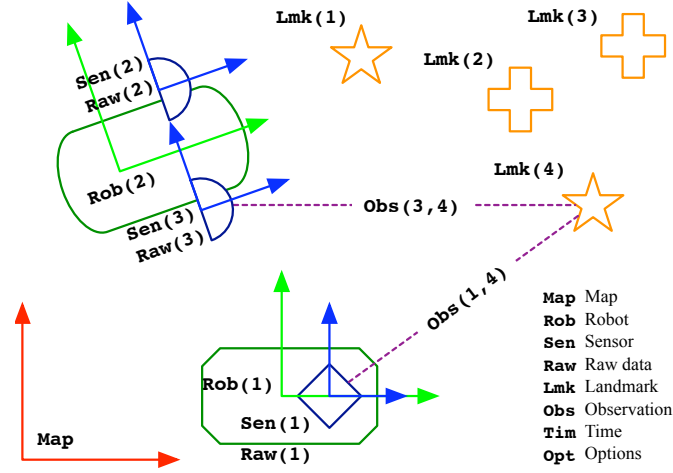 Lmk(1)
Lmk(3)
Lmk(2)
Sen(2)
Raw(2)
Rob(2)
Lmk(4)
Obs(3,4)
Sen(3)
Raw(3)
Obs(1,4)
Rob(1)
Sen(1)
Raw(1)
Map
Map Map
Rob Robot
Sen Sensor
Raw Raw data
Lmk Landmark
Obs Observation
Tim Time
Opt Options